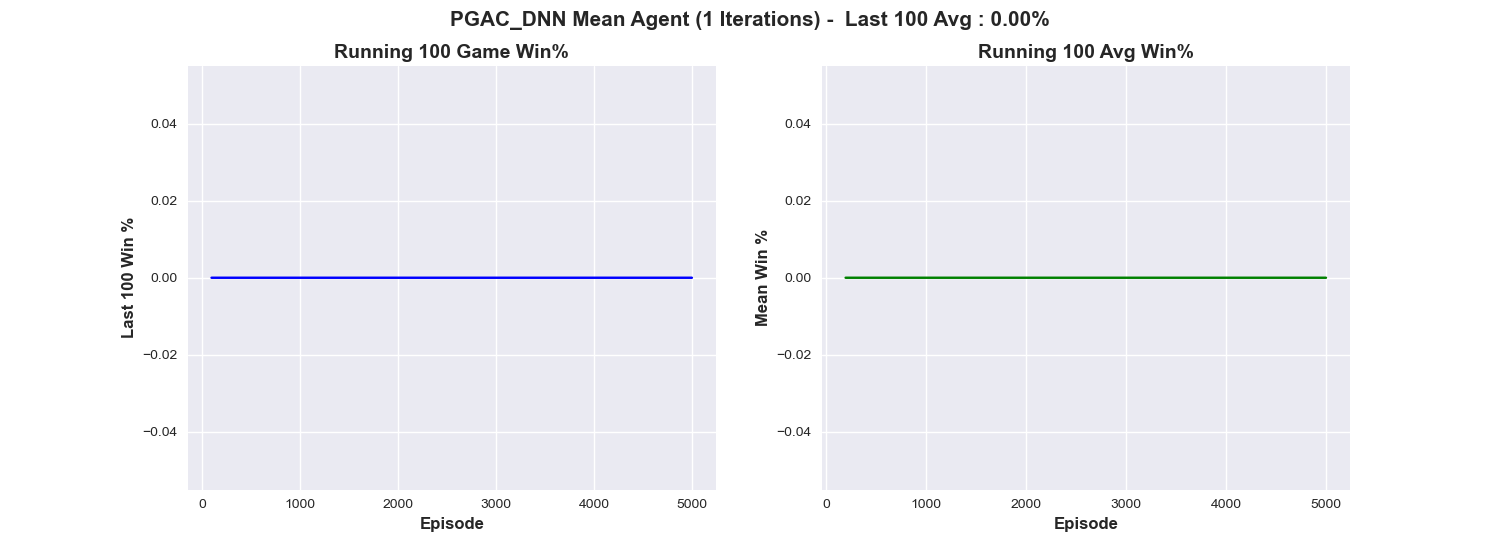 PGAC_DNN Mean Agent (1 Iterations) -  Last 100 Avg : 0.00%
Running 100 Game Win%
Last 100 Win %
0.04
0.02
0.00
−0.02
−0.04
0 1000 2000 3000 4000 5000
Episode
Running 100 Avg Win%
Mean Win %
0.04
0.02
0.00
−0.02
−0.04
0 1000 2000 3000 4000 5000
Episode